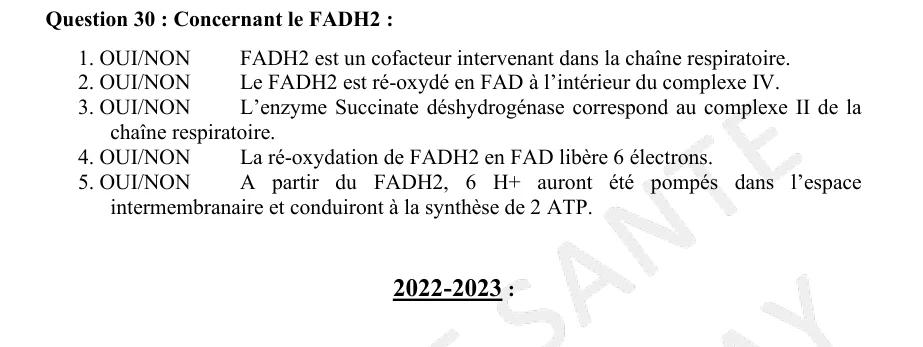 Question 30 : Concernant le FADH2 :
1. OUI/NON FADH2 est un cofacteur intervenant dans la chaîne respiratoire.
2. OUI/NON Le FADH2 est ré-oxydé en FAD à l’intérieur du complexe IV.
3. OUI/NON L’enzyme Succinate déshydrogénase correspond au complexe II de la
chaîne respiratoire.
4. OUI/NON La ré-oxydation de FADH2 en FAD libère 6 électrons.
5. OUI/NON A partir du FADH2, 6 H+ auront été pompés dans l’espace
intermembranaire et conduiront à la synthèse de 2 ATP.
2022-2023 :
SANTE